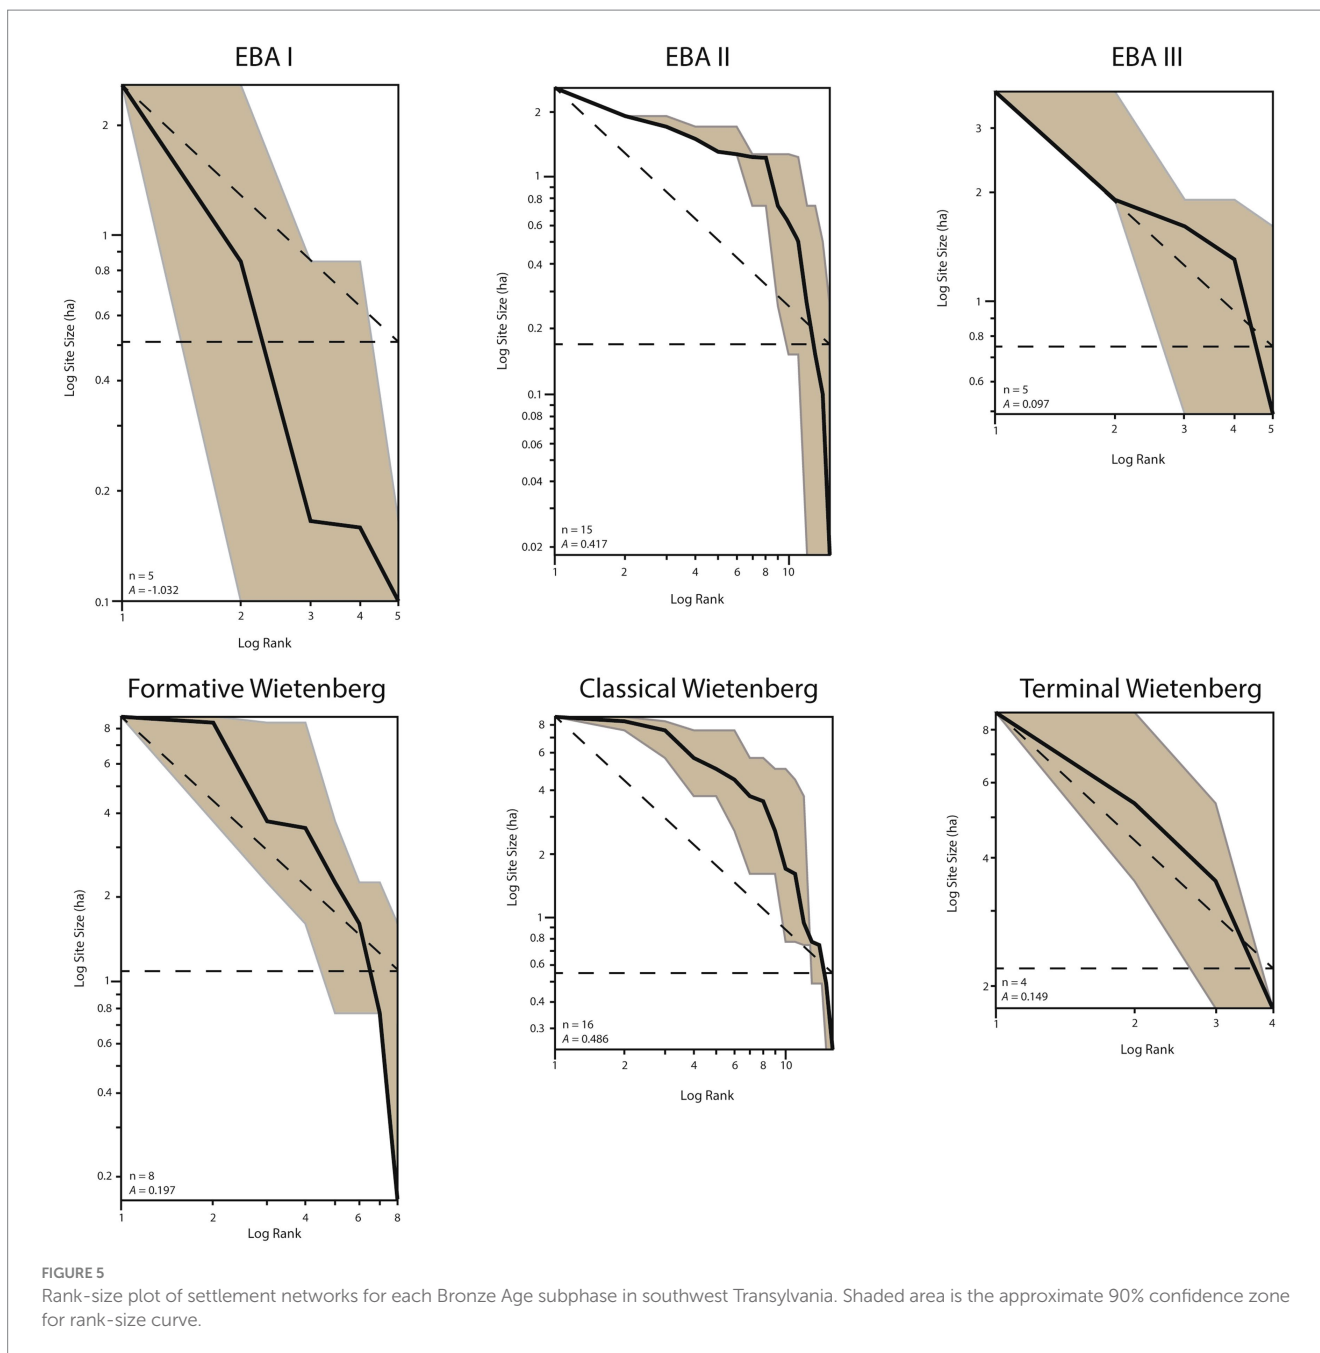 EBA I
2
1
0.8
0.6
0.4
0.2
0.1
Log Site Size (ha)
n = 5
A = -1.032
1
2
3
4
5
Log Rank
EBA II
2
1
0.8
0.6
0.4
0.2
0.1
0.08
0.06
0.04
0.02
Log Site Size (ha)
n = 15
A = 0.417
1
2
4
6
8
10
Log Rank
EBA III
3
2
1
0.8
0.6
Log Site Size (ha)
n = 5
A = 0.097
1
2
3
4
5
Log Rank
Formative Wietenberg
8
6
4
2
1
0.8
0.6
0.4
0.2
Log Site Size (ha)
n = 8
A = 0.197
1
2
4
6
8
Log Rank
Classical Wietenberg
8
6
4
2
1
0.8
0.6
0.4
0.3
Log Site Size (ha)
n = 16
A = 0.486
1
2
4
6
8
10
Log Rank
Terminal Wietenberg
8
6
4
2
Log Site Size (ha)
n = 4
A = 0.149
1
2
3
4
Log Rank
FIGURE 5
Rank-size plot of settlement networks for each Bronze Age subphase in southwest Transylvania. Shaded area is the approximate 90% confidence zone
for rank-size curve.